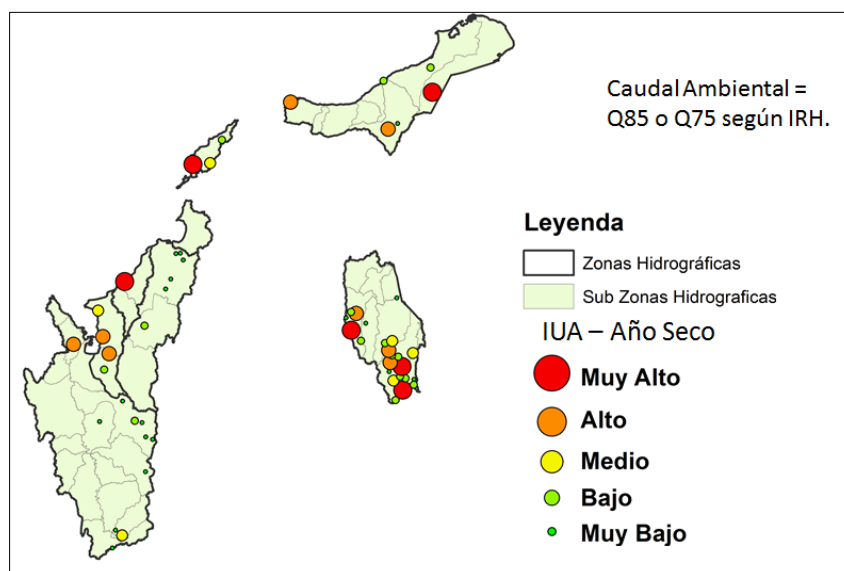 Caudal Ambiental =
Q85 o Q75 según IRH.
Leyenda
Zonas Hidrográficas
Sub Zonas Hidrograficas
IUA – Año Seco
Muy Alto
Alto
Medio
Bajo
Muy Bajo